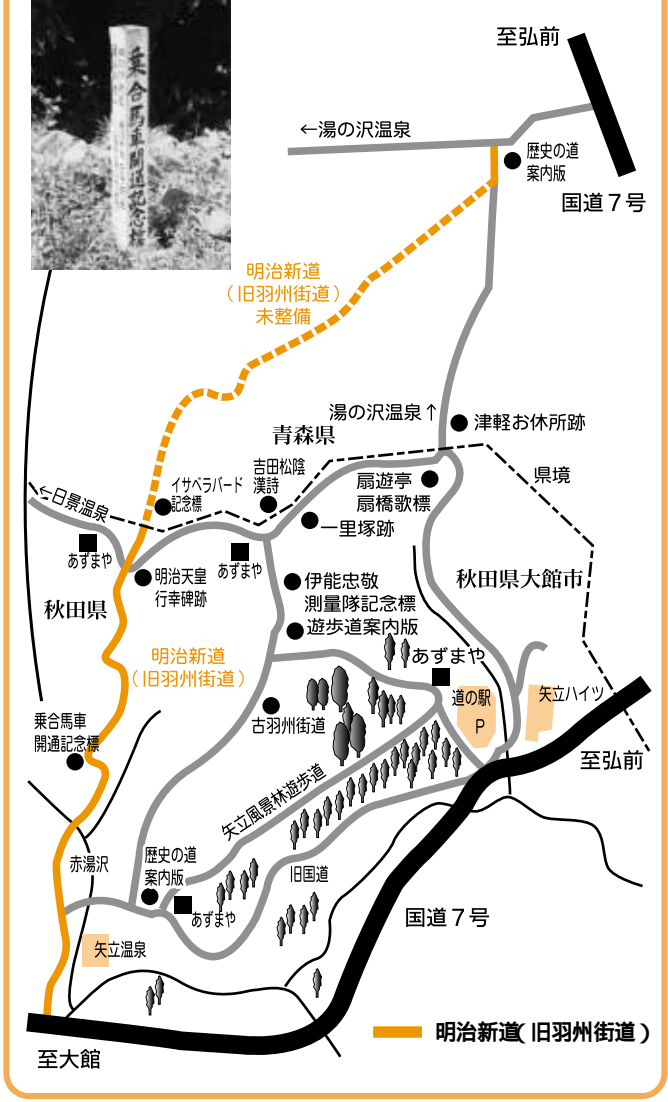 乗合馬車開通記念標
至弘前
←湯の沢温泉
歴史の道
案内版
国道７号
明治新道
（旧羽州街道）
未整備
湯の沢温泉↑
津軽お休所跡
青森県
県境
吉田松陰
漢詩
イサベラバード
記念標
扇遊亭
扇橋歌標
←日景温泉
一里塚跡
あずまや
あずまや
明治天皇
行幸碑跡
伊能忠敬
測量隊記念標
秋田県大館市
秋田県
遊歩道案内版
明治新道
（旧羽州街道）
あずまや
道の駅
P
矢立ハイツ
古羽州街道
乗合馬車
開通記念標
至弘前
矢立風景林遊歩道
赤湯沢
歴史の道
案内版
旧国道
あずまや
国道７号
矢立温泉
明治新道（旧羽州街道）
至大館